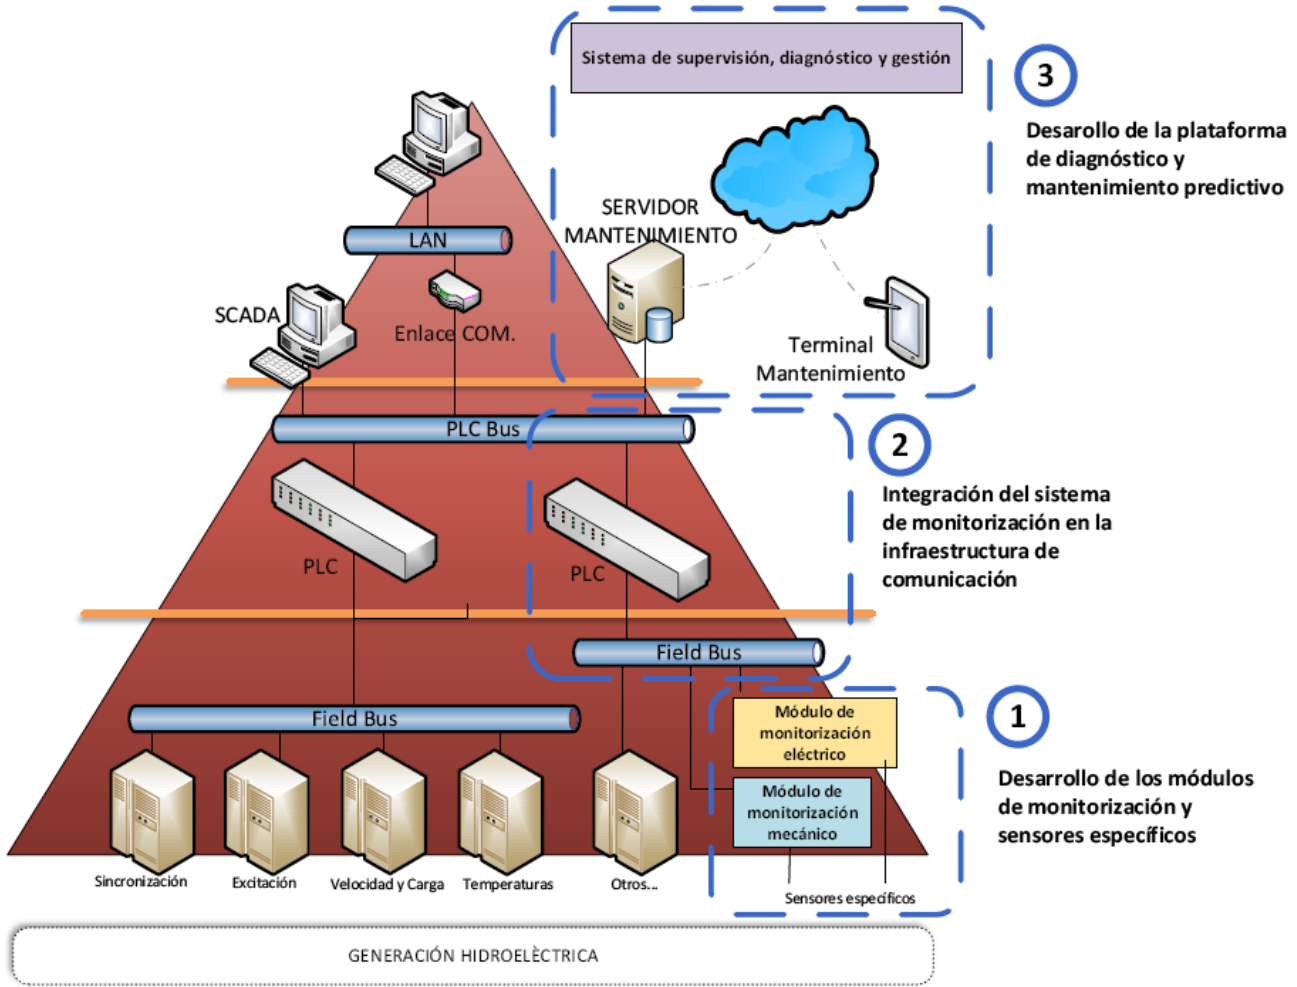 Sistema de supervisión, diagnóstico y gestión
3
Desarollo de la plataforma
de diagnóstico y
mantenimiento predictivo
SERVIDOR
MANTENIMIENTO
LAN
SCADA
Enlace COM.
Terminal
Mantenimiento
PLC Bus
2
Integración del sistema
de monitorización en la
infraestructura de
comunicación
PLC
PLC
Field Bus
Field Bus
1
Módulo de
monitorización
eléctrico
Desarrollo de los módulos
de monitorización y
sensores específicos
Módulo de
monitorización
mecánico
Sincronización
Excitación
Velocidad y Carga
Temperaturas
Otros...
Sensores específicos
GENERACIÓN HIDROELÈCTRICA